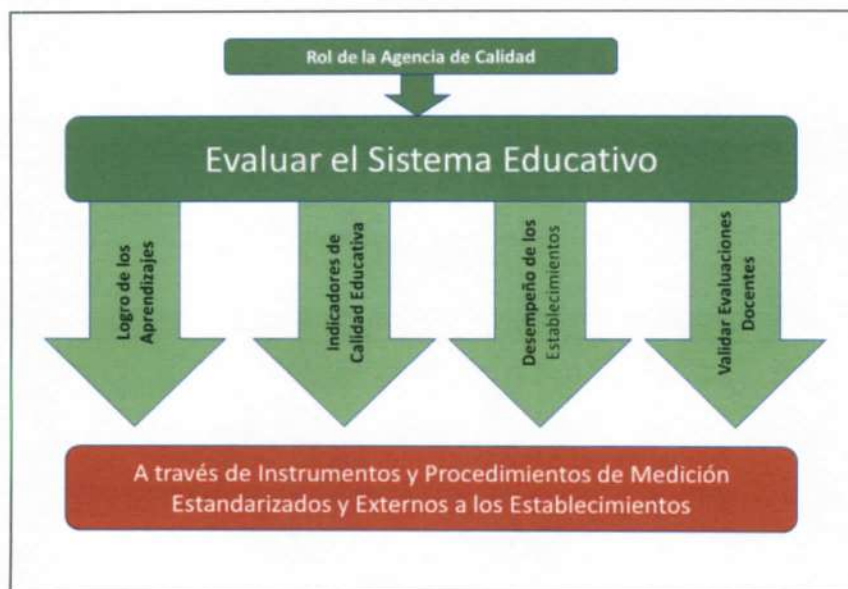 Rol de la Agencia de Calidad
Evaluar el Sistema Educativo
Logro de los
Aprendizajes
Indicadores de
Calidad Educativa
Desempeño de los
Establecimientos
Validar Evaluaciones
Docentes
A través de Instrumentos y Procedimientos de Medición
Estandarizados y Externos a los Establecimientos